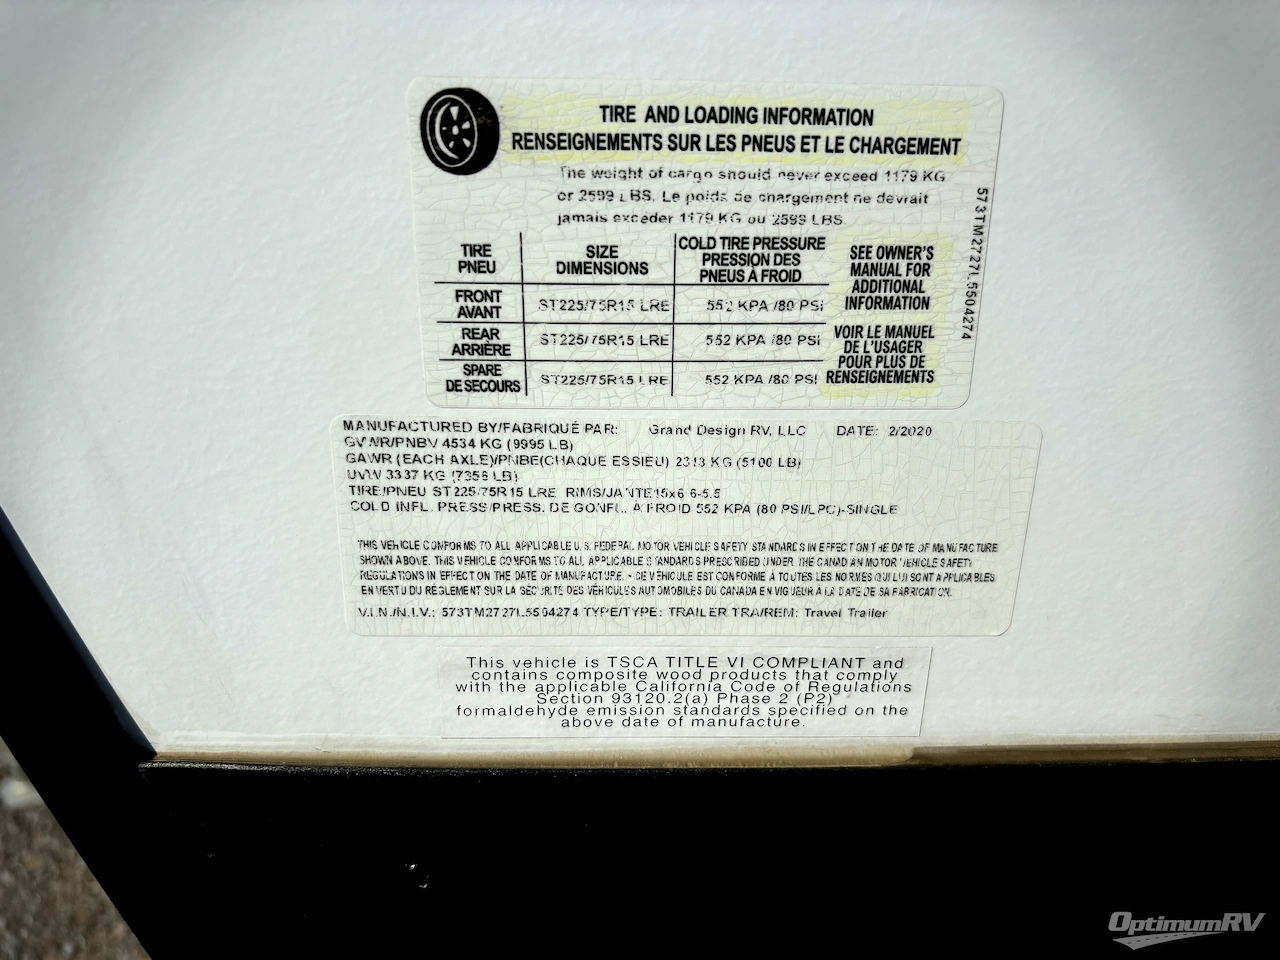 TIRE AND LOADING INFORMATION
RENSEIGNEMENTS SUR LES PNEUS ET LE CHARGEMENT
The weight of cargo should never exceed 1179 KG
or 2599 LBS. Le poids de chargement ne devrait
jamais exceder 1179 KG ou 2599 LBS.
TIRE PNEU SIZE DIMENSIONS COLD TIRE PRESSURE PRESSION DES PNEUS À FROID
FRONT AVANT ST225/75R15 LRE 552 KPA /80 PSI
REAR ARRIÈRE ST225/75R15 LRE 552 KPA /80 PSI
SPARE DE SECOURS ST225/75R15 LRE 552 KPA /80 PSI
SEE OWNER'S
MANUAL FOR
ADDITIONAL
INFORMATION
VOIR LE MANUEL
DE L'USAGER
POUR PLUS DE
RENSEIGNEMENTS
573TM2727L5504274
MANUFACTURED BY/FABRIQUÉ PAR: Grand Design RV, LLC DATE: 2/2020
GVWR/PNBV 4534 KG (9995 LB)
GAWR (EACH AXLE)/PNBE(CHAQUE ESSIEU) 2313 KG (5100 LB)
UVW 3337 KG (7356 LB)
TIRE/PNEU ST225/75R15 LRE RIMS/JANTE15x6 6-5.5
COLD INFL. PRESS/PRESS. DE GONFL. A FROID 552 KPA (80 PSI/LPC)-SINGLE
THIS VEHICLE CONFORMS TO ALL APPLICABLE U.S. FEDERAL MOTOR VEHICLE SAFETY STANDARDS IN EFFECT ON THE DATE OF MANUFACTURE
SHOWN ABOVE. THIS VEHICLE CONFORMS TO ALL APPLICABLE STANDARDS PRESCRIBED UNDER THE CANADIAN MOTOR VEHICLE SAFETY
REGULATIONS IN EFFECT ON THE DATE OF MANUFACTURE. - CE VÉHICULE EST CONFORME À TOUTES LES NORMES QUI LUI SONT APPLICABLES
EN VERTU DU RÈGLEMENT SUR LA SÉCURITÉ DES VÉHICULES AUTOMOBILES DU CANADA EN VIGUEUR À LA DATE DE SA FABRICATION.
V.I.N./N.I.V.: 573TM2727L5504274 TYPE/TYPE: TRAILER TRA/REM: Travel Trailer
This vehicle is TSCA TITLE VI COMPLIANT and
contains composite wood products that comply
with the applicable California Code of Regulations
Section 93120.2(a) Phase 2 (P2)
formaldehyde emission standards specified on the
above date of manufacture.
OptimumRV